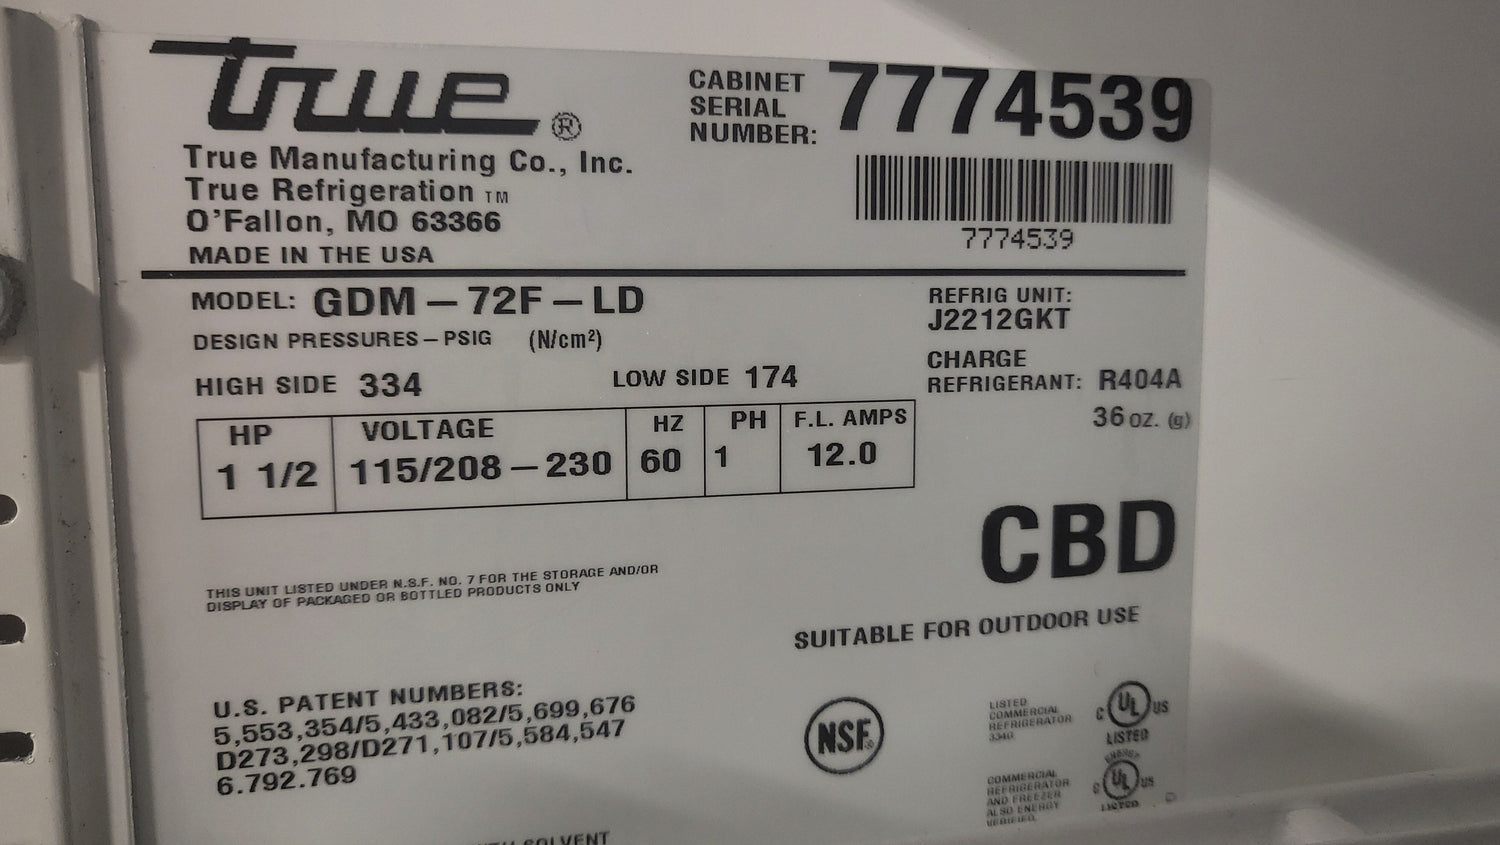 true ®
True Manufacturing Co., Inc.
True Refrigeration TM
O'Fallon, MO 63366
MADE IN THE USA
CABINET
SERIAL
NUMBER: 7774539
7774539
MODEL: GDM – 72F – LD
DESIGN PRESSURES – PSIG (N/cm²)
HIGH SIDE 334 LOW SIDE 174
REFRIG UNIT:
J2212GKT
CHARGE
REFRIGERANT: R404A
36 oz. (g)
HP VOLTAGE HZ PH F.L. AMPS
1 1/2 115/208 – 230 60 1 12.0
CBD
THIS UNIT LISTED UNDER N.S.F. NO. 7 FOR THE STORAGE AND/OR
DISPLAY OF PACKAGED OR BOTTLED PRODUCTS ONLY
SUITABLE FOR OUTDOOR USE
U.S. PATENT NUMBERS:
5,553,354/5,433,082/5,699,676
D273,298/D271,107/5,584,547
6.792.769
NSF®
LISTED
COMMERCIAL
REFRIGERATOR
C UL US
LISTED
COMMERCIAL
REFRIGERATOR
AND FREEZER
ALSO ENERGY
VERIFIED.
C UL US
LISTED
SOLVENT